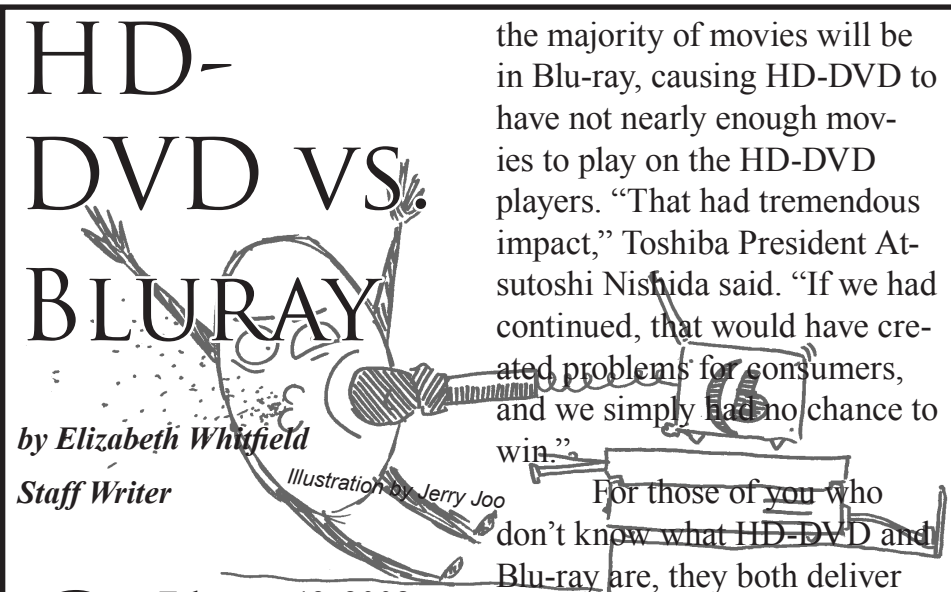 HD-
DVD VS.
BLURAY
by Elizabeth Whitfield
Staff Writer
Illustration by Jerry Joo
the majority of movies will be
in Blu-ray, causing HD-DVD to
have not nearly enough mov-
ies to play on the HD-DVD
players. “That had tremendous
impact,” Toshiba President At-
sutoshi Nishida said. “If we had
continued, that would have cre-
ated problems for consumers,
and we simply had no chance to
win.”
For those of you who
don’t know what HD-DVD and
Blu-ray are, they both deliver